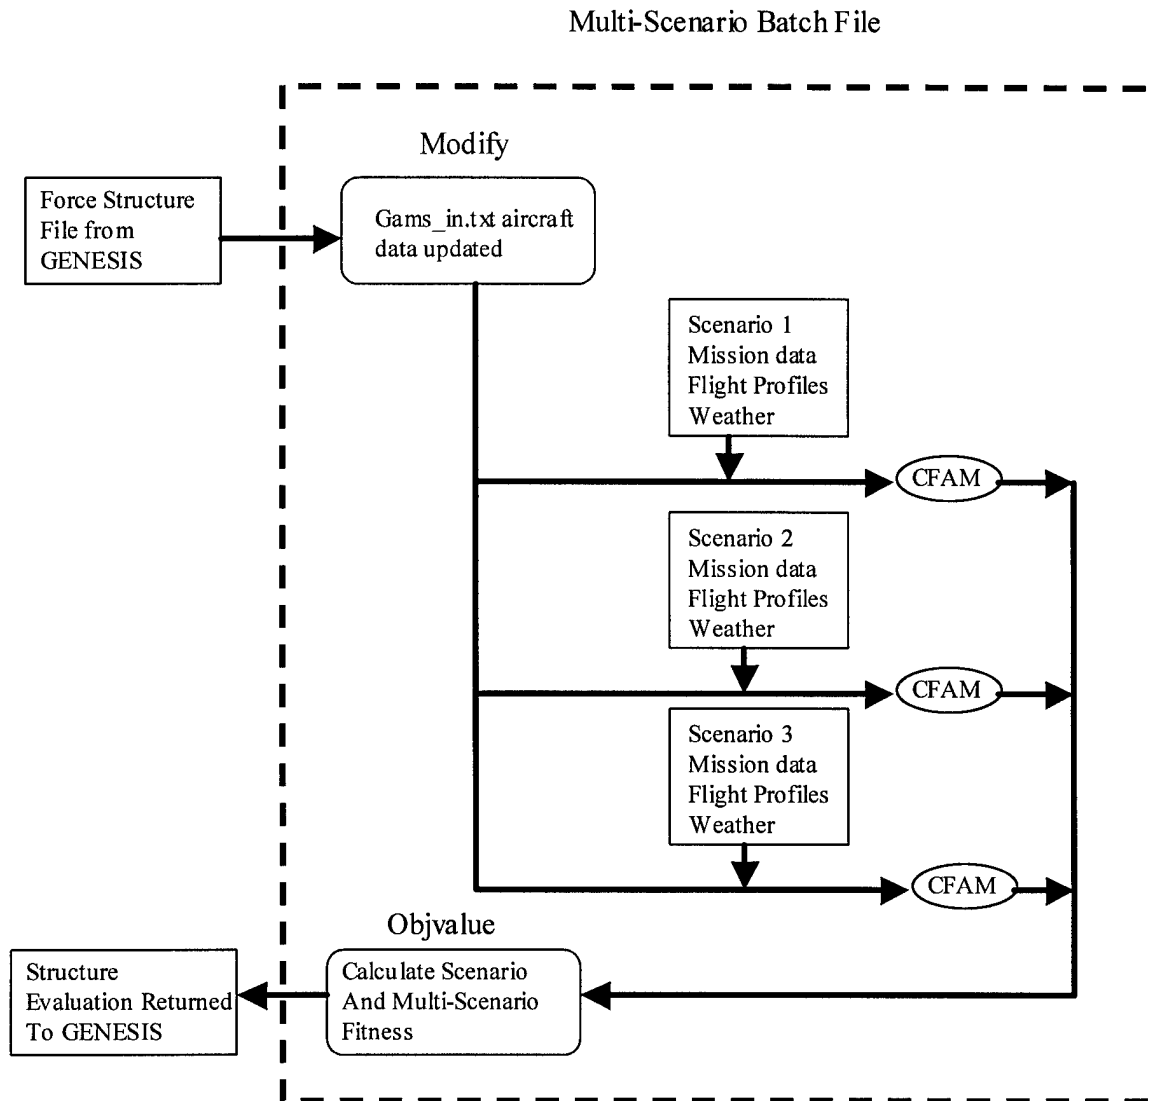 Multi-Scenario Batch File
Modify
Force Structure
File from
GENESIS
Gams_in.txt aircraft
data updated
Scenario 1
Mission data
Flight Profiles
Weather
CFAM
Scenario 2
Mission data
Flight Profiles
Weather
CFAM
Scenario 3
Mission data
Flight Profiles
Weather
CFAM
Objvalue
Structure
Evaluation Returned
To GENESIS
Calculate Scenario
And Multi-Scenario
Fitness